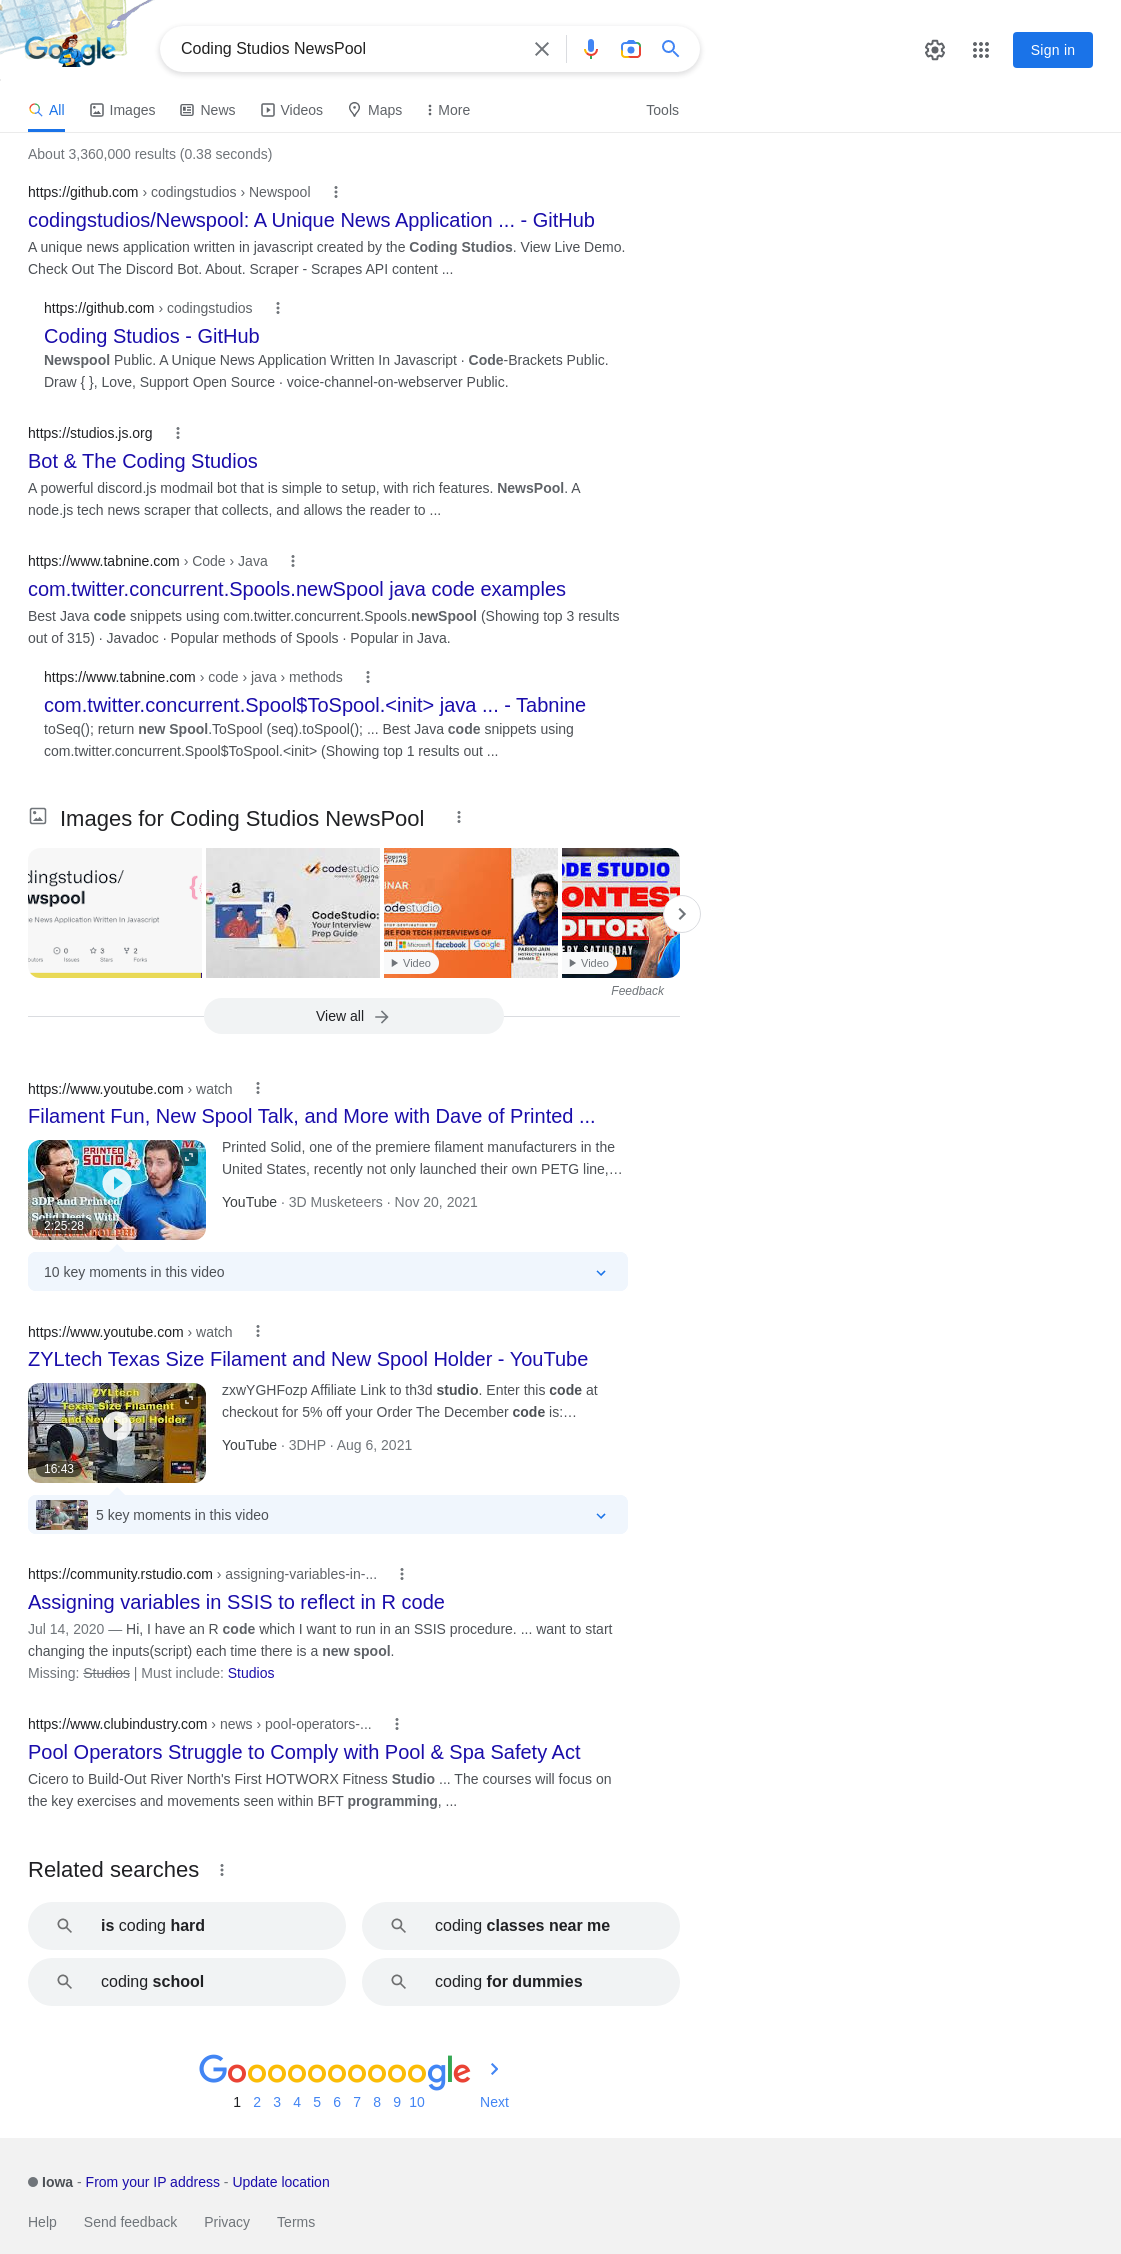 Google
Coding Studios NewsPool
Sign in
All
Images
News
Videos
Maps
More
Tools
About 3,360,000 results (0.38 seconds)
https://github.com › codingstudios › Newspool
codingstudios/Newspool: A Unique News Application ... - GitHub
A unique news application written in javascript created by the Coding Studios. View Live Demo.
Check Out The Discord Bot. About. Scraper - Scrapes API content ...
https://github.com › codingstudios
Coding Studios - GitHub
Newspool Public. A Unique News Application Written In Javascript · Code-Brackets Public.
Draw { }, Love, Support Open Source · voice-channel-on-webserver Public.
https://studios.js.org
Bot & The Coding Studios
A powerful discord.js modmail bot that is simple to setup, with rich features. NewsPool. A
node.js tech news scraper that collects, and allows the reader to ...
https://www.tabnine.com › Code › Java
com.twitter.concurrent.Spools.newSpool java code examples
Best Java code snippets using com.twitter.concurrent.Spools.newSpool (Showing top 3 results
out of 315) · Javadoc · Popular methods of Spools · Popular in Java.
https://www.tabnine.com › code › java › methods
com.twitter.concurrent.Spool$ToSpool.<init> java ... - Tabnine
toSeq(); return new Spool.ToSpool (seq).toSpool(); ... Best Java code snippets using
com.twitter.concurrent.Spool$ToSpool.<init> (Showing top 1 results out ...
Images for Coding Studios NewsPool
dingstudios/
wspool
e News Application Written In Javascript
0 3 2
Issues Stars Forks
codestudio
CodeStudio:
Your Interview
Prep Guide
INAR
codestudio
RE FOR TECH INTERVIEWS OF
on Microsoft facebook Google
PARIKH JAIN
Video
ODE STUDIO
ONTEST
DITOR
ERY SATURDAY
Video
Feedback
View all
https://www.youtube.com › watch
Filament Fun, New Spool Talk, and More with Dave of Printed ...
PRINTED
SOLID
3DP and Printed
Solid Deets With
2:25:28
Printed Solid, one of the premiere filament manufacturers in the
United States, recently not only launched their own PETG line,…
YouTube · 3D Musketeers · Nov 20, 2021
10 key moments in this video
https://www.youtube.com › watch
ZYLtech Texas Size Filament and New Spool Holder - YouTube
ZYLtech
Texas Size Filament
and New Spool Holder
16:43
zxwYGHFozp Affiliate Link to th3d studio. Enter this code at
checkout for 5% off your Order The December code is:…
YouTube · 3DHP · Aug 6, 2021
5 key moments in this video
https://community.rstudio.com › assigning-variables-in-...
Assigning variables in SSIS to reflect in R code
Jul 14, 2020 — Hi, I have an R code which I want to run in an SSIS procedure. ... want to start
changing the inputs(script) each time there is a new spool.
Missing: Studios | Must include: Studios
https://www.clubindustry.com › news › pool-operators-...
Pool Operators Struggle to Comply with Pool & Spa Safety Act
Cicero to Build-Out River North's First HOTWORX Fitness Studio ... The courses will focus on
the key exercises and movements seen within BFT programming, ...
Related searches
is coding hard
coding classes near me
coding school
coding for dummies
Goooooooooogle
1 2 3 4 5 6 7 8 9 10 Next
Iowa - From your IP address - Update location
Help Send feedback Privacy Terms